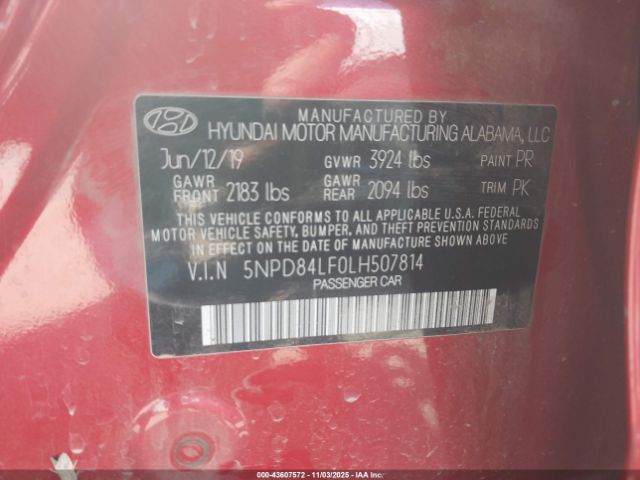 MANUFACTURED BY
HYUNDAI MOTOR MANUFACTURING ALABAMA, LLC
Jun/12/19 GVWR 3924 lbs PAINT PR
GAWR FRONT 2183 lbs GAWR REAR 2094 lbs TRIM PK
THIS VEHICLE CONFORMS TO ALL APPLICABLE U.S.A. FEDERAL
MOTOR VEHICLE SAFETY, BUMPER, AND THEFT PREVENTION STANDARDS
IN EFFECT ON THE DATE OF MANUFACTURE SHOWN ABOVE.
V.I.N 5NPD84LF0LH507814
PASSENGER CAR
000-43607572 11/03/2025 IAAI.COM